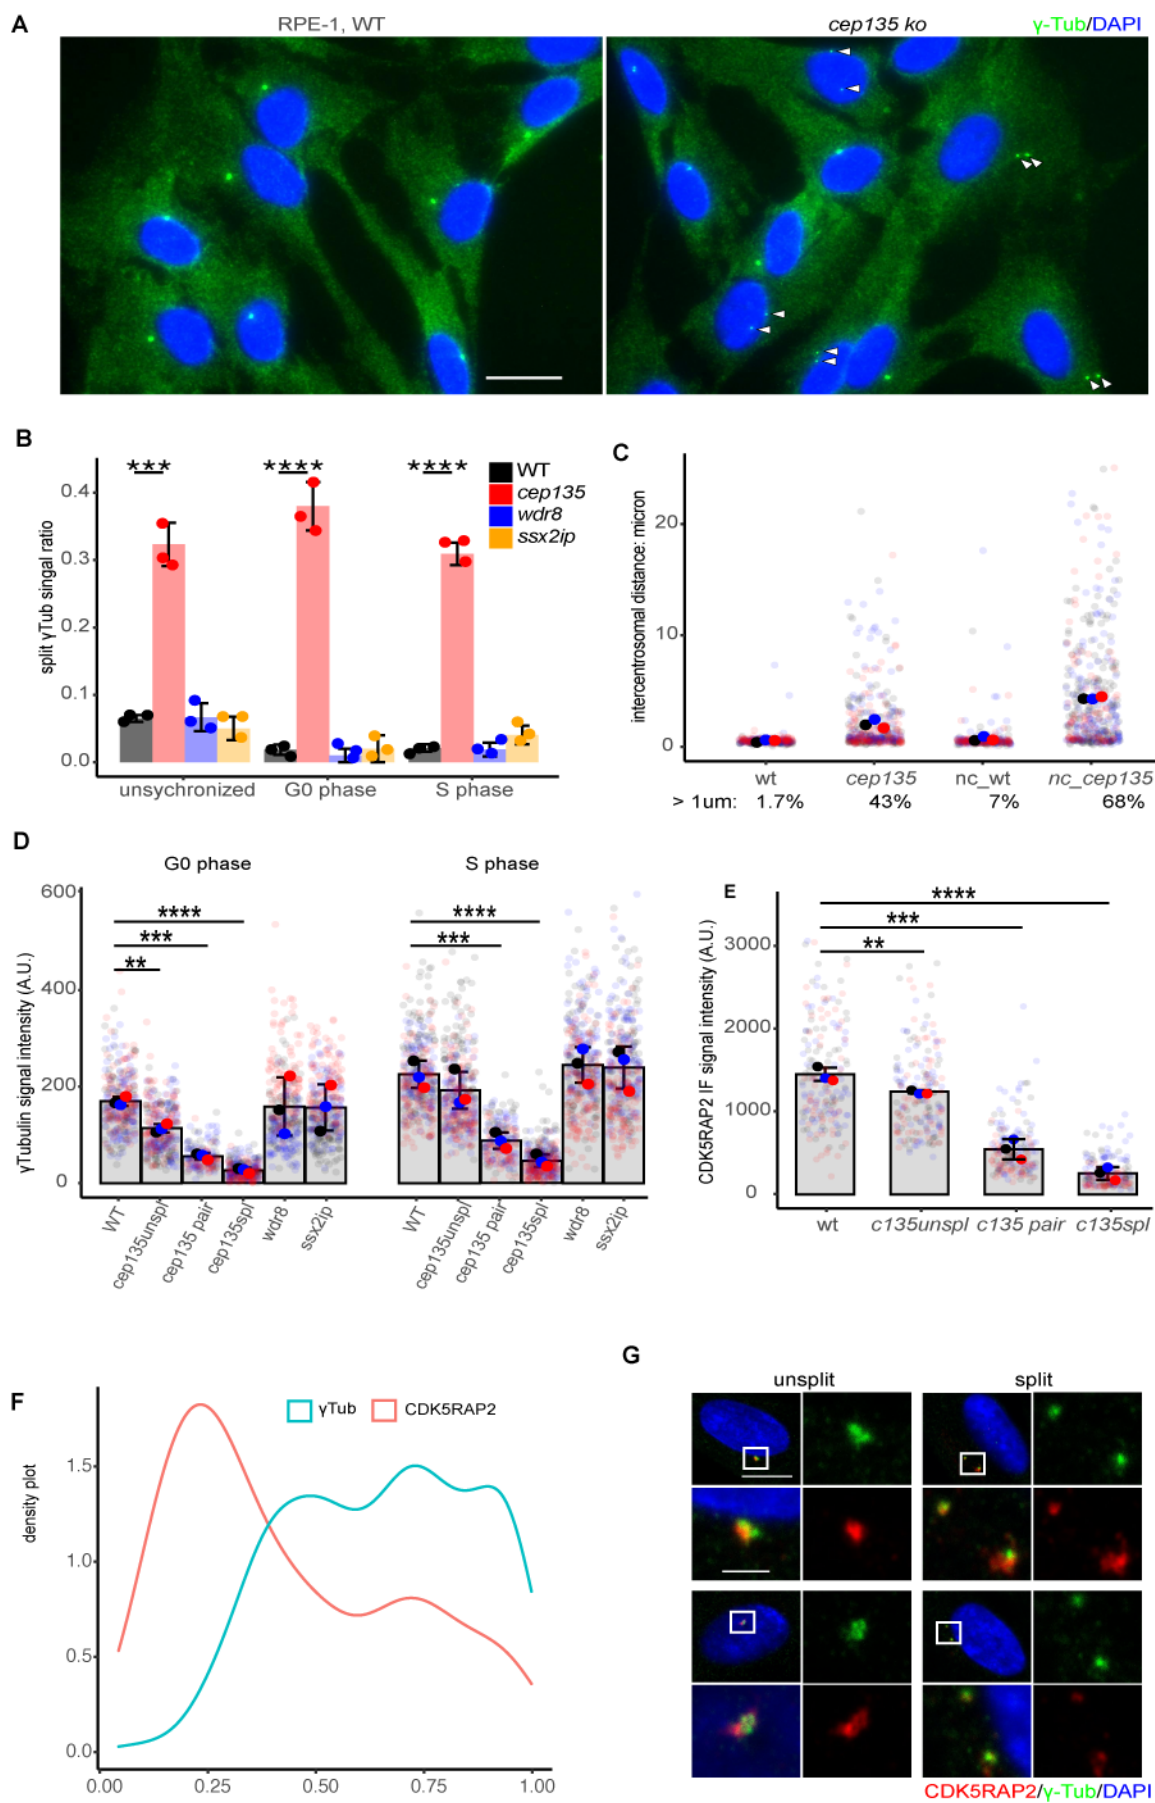 A
RPE-1, WT
cep135 ko
γ-Tub/DAPI
B
split γTub singal ratio
0.4
0.3
0.2
0.1
0.0
*** **** ****
WT
cep135
wdr8
ssx2ip
unsychronized G0 phase S phase
C
intercentrosomal distance: micron
20
10
0
wt cep135 nc_wt nc_cep135
> 1um: 1.7% 43% 7% 68%
D
G0 phase S phase
γTubulin signal intensity (A.U.)
600
400
200
0
**** ****
*** ***
**
WT cep135unspl cep135 pair cep135spl wdr8 ssx2ip
WT cep135unspl cep135 pair cep135spl wdr8 ssx2ip
E
CDK5RAP2 IF signal intensity (A.U.)
3000
2000
1000
0
****
***
**
wt c135unspl c135 pair c135spl
F
density plot
1.5
1.0
0.5
0.0
γTub CDK5RAP2
0.00 0.25 0.50 0.75 1.00
G
unsplit split
CDK5RAP2/γ-Tub/DAPI